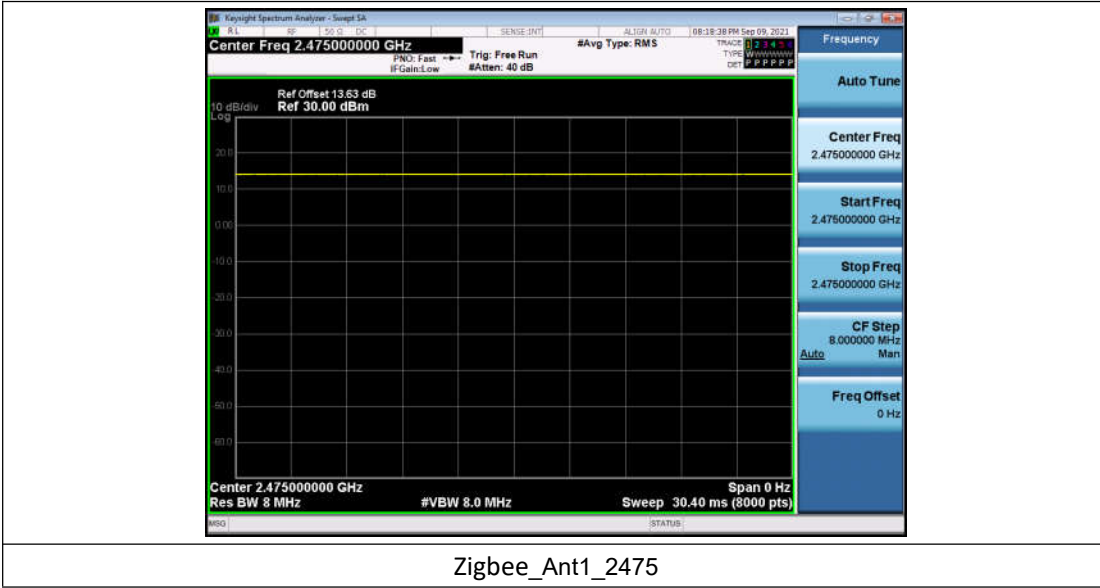 Keysight Spectrum Analyzer - Swept SA
RL RF 50 Ω DC SENSE:INT ALIGN AUTO 08:18:38 PM Sep 09, 2021
Center Freq 2.475000000 GHz
PNO: Fast
IFGain:Low
Trig: Free Run
#Atten: 40 dB
#Avg Type: RMS
TRACE 1 2 3 4 5 6
TYPE WWWWWW
DET P P P P P P
Ref Offset 13.63 dB
10 dB/div Ref 30.00 dBm
Log
20.0
10.0
0.00
-10.0
-20.0
-30.0
-40.0
-50.0
-60.0
Center 2.475000000 GHz Span 0 Hz
Res BW 8 MHz #VBW 8.0 MHz Sweep 30.40 ms (8000 pts)
MSG STATUS
Frequency
Auto Tune
Center Freq
2.475000000 GHz
Start Freq
2.475000000 GHz
Stop Freq
2.475000000 GHz
CF Step
8.000000 MHz
Auto Man
Freq Offset
0 Hz
Zigbee_Ant1_2475